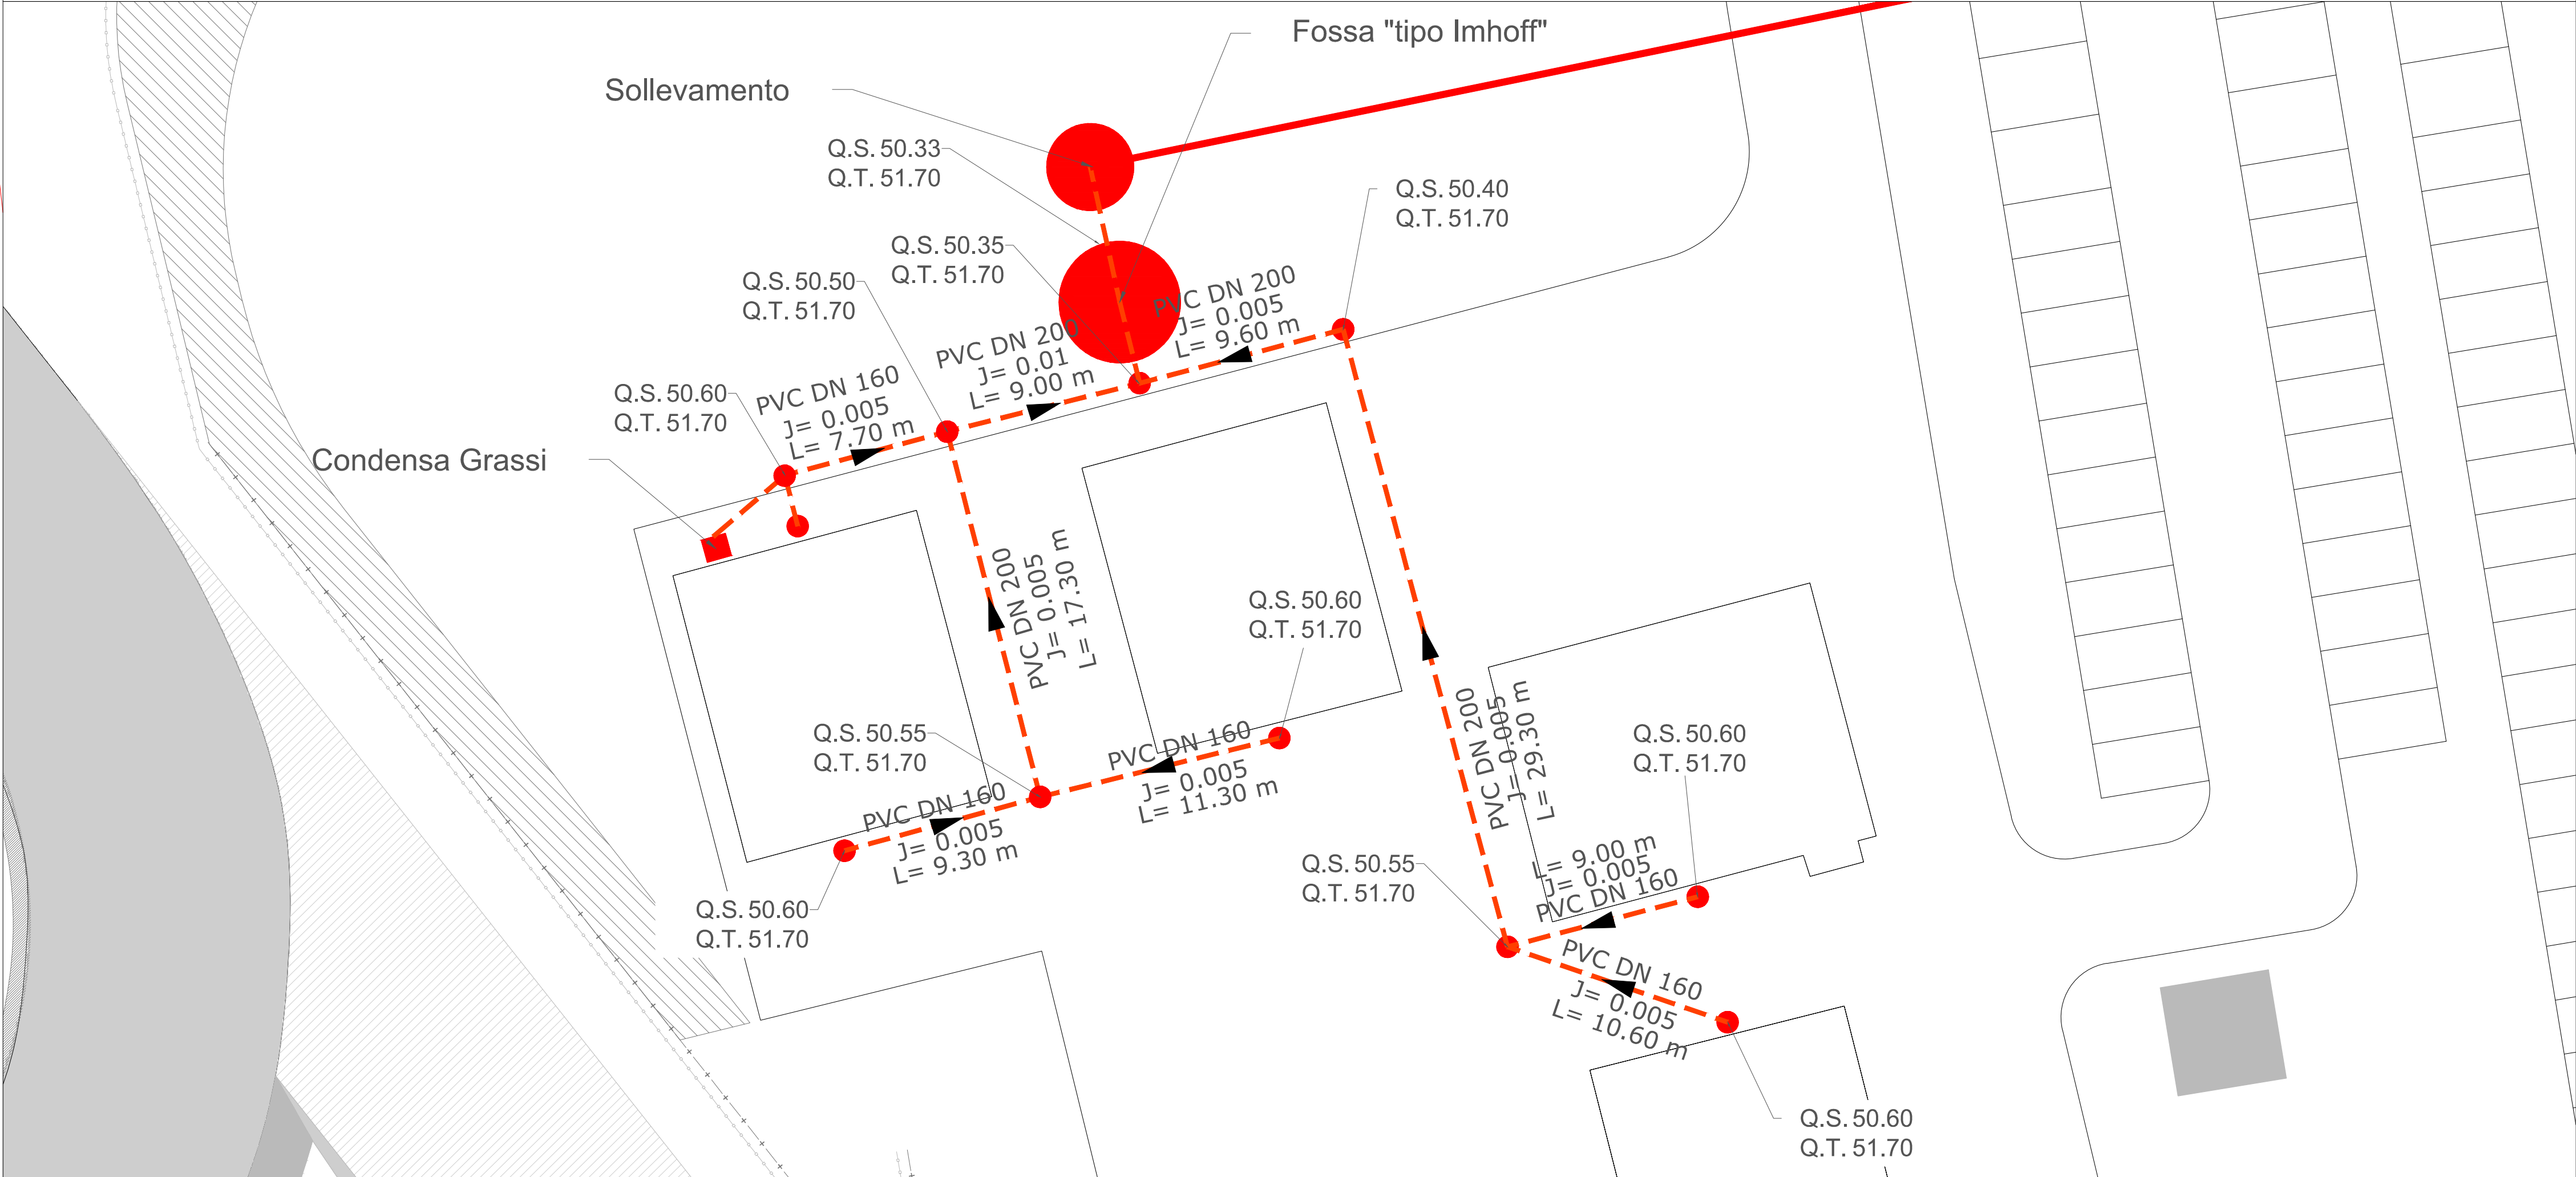 Fossa "tipo Imhoff"
Sollevamento
Q.S. 50.33
Q.T. 51.70
Q.S. 50.40
Q.T. 51.70
Q.S. 50.35
Q.T. 51.70
Q.S. 50.50
Q.T. 51.70
PVC DN 200
J= 0.005
L= 9.60 m
PVC DN 200
J= 0.01
L= 9.00 m
Q.S. 50.60
Q.T. 51.70
PVC DN 160
J= 0.005
L= 7.70 m
Condensa Grassi
PVC DN 200
J= 0.005
L= 17.30 m
Q.S. 50.60
Q.T. 51.70
Q.S. 50.55
Q.T. 51.70
PVC DN 160
J= 0.005
L= 11.30 m
PVC DN 160
J= 0.005
L= 9.30 m
Q.S. 50.60
Q.T. 51.70
PVC DN 200
J= 0.005
L= 29.30 m
Q.S. 50.60
Q.T. 51.70
Q.S. 50.55
Q.T. 51.70
L= 9.00 m
J= 0.005
PVC DN 160
PVC DN 160
J= 0.005
L= 10.60 m
Q.S. 50.60
Q.T. 51.70